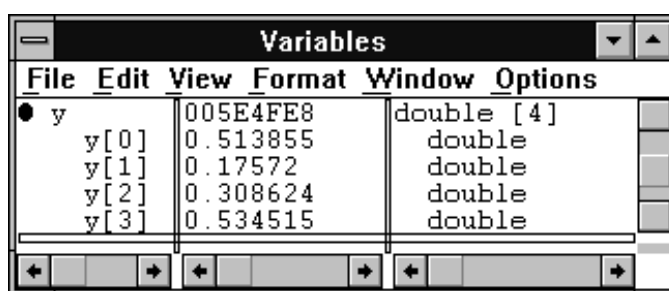 Variables
File Edit View Format Window Options
y 005E4FE8 double [4]
y[0] 0.513855 double
y[1] 0.17572 double
y[2] 0.308624 double
y[3] 0.534515 double